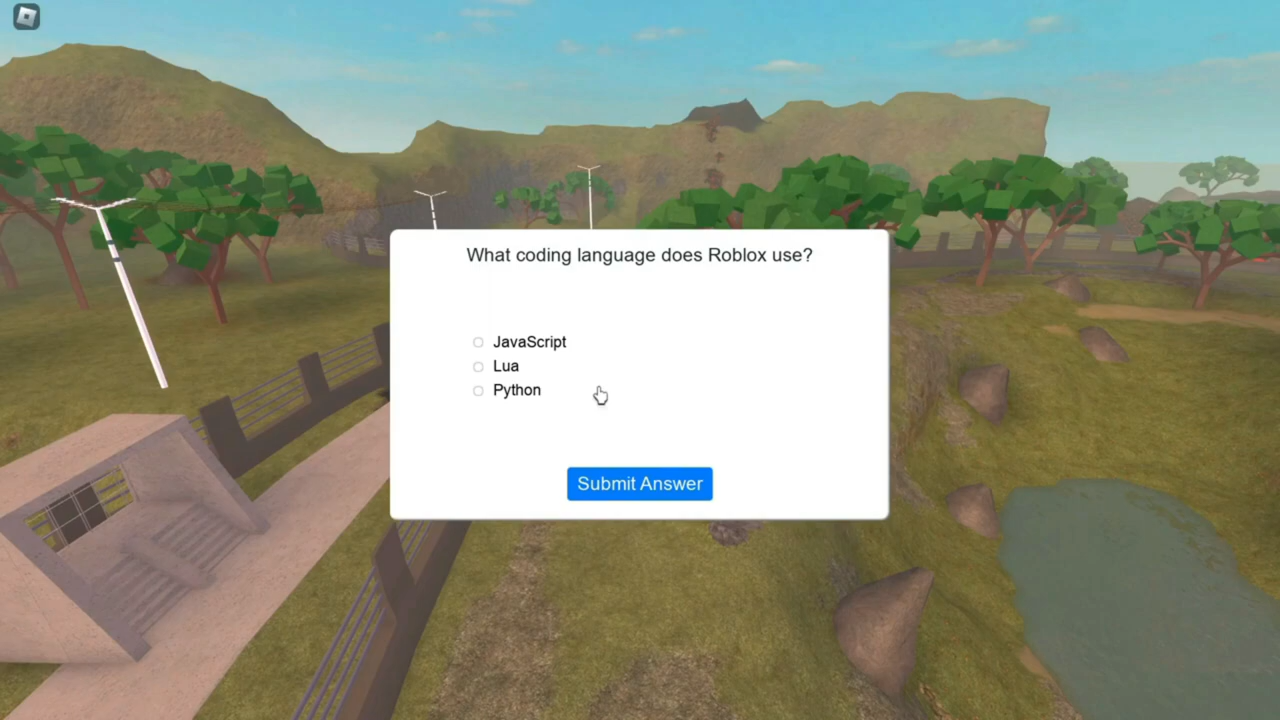 What coding language does Roblox use?
JavaScript
Lua
Python
Submit Answer